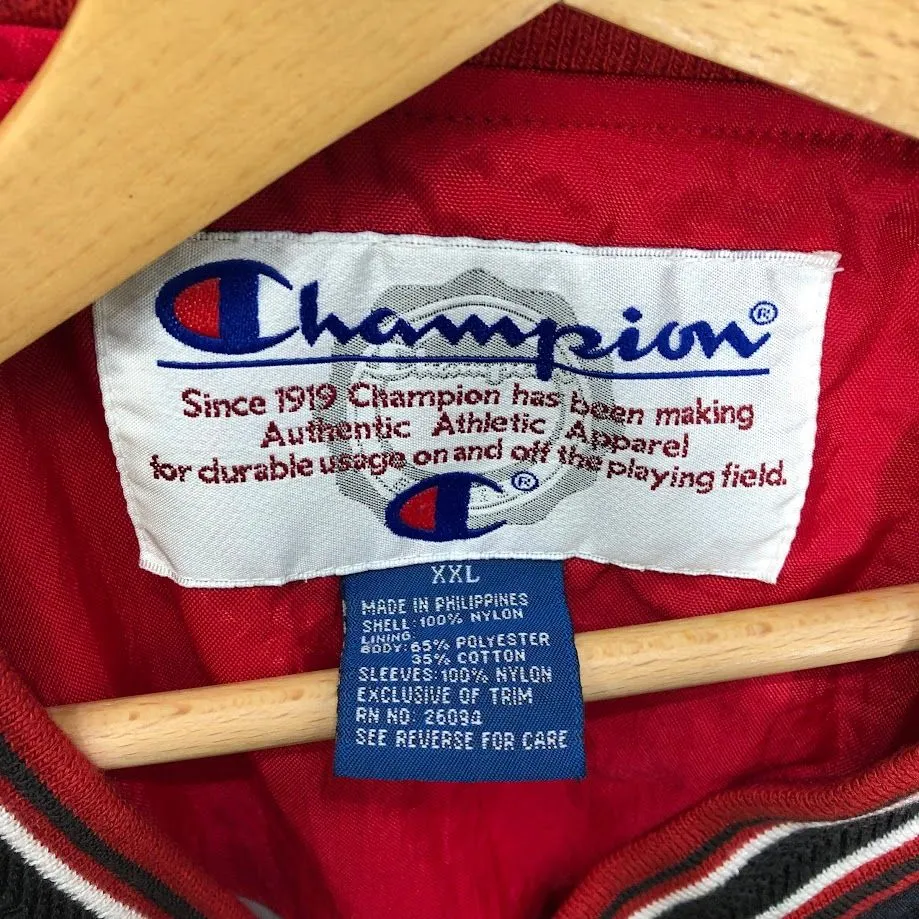 Champion®
Since 1919 Champion has been making
Authentic Athletic Apparel
for durable usage on and off the playing field.
C®
XXL
MADE IN PHILIPPINES
SHELL: 100% NYLON
LINING
BODY: 65% POLYESTER
35% COTTON
SLEEVES: 100% NYLON
EXCLUSIVE OF TRIM
RN NO: 26094
SEE REVERSE FOR CARE